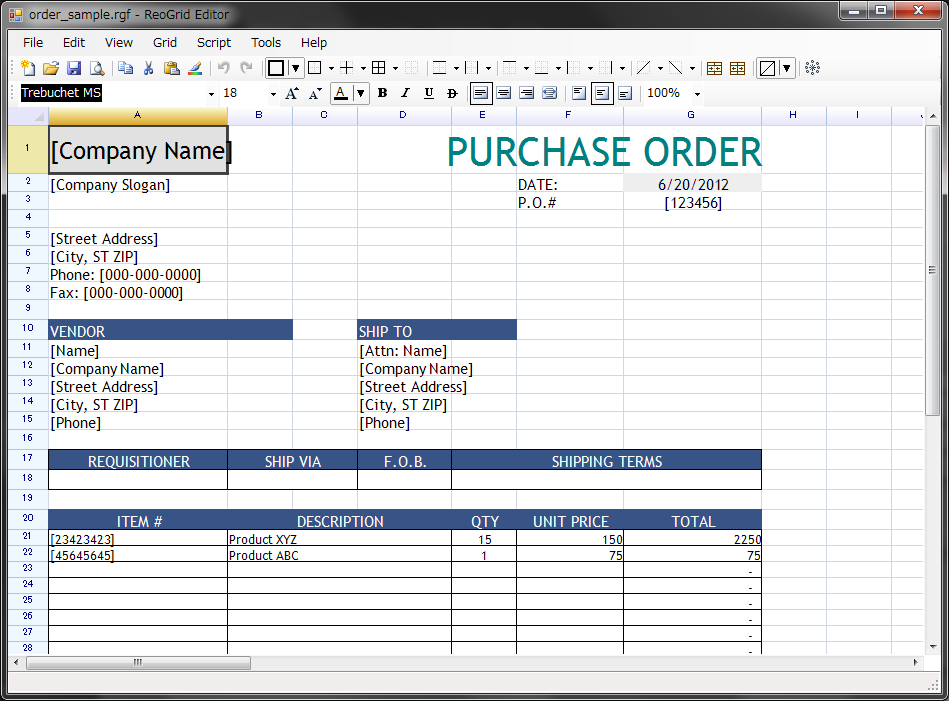 order_sample.rgf - ReoGrid Editor
File Edit View Grid Script Tools Help
Trebuchet MS 18 A A A B I U D 100%
A B C D E F G H I
1 [Company Name] PURCHASE ORDER
2 [Company Slogan] DATE: 6/20/2012
3 P.O.# [123456]
4
5 [Street Address]
6 [City, ST ZIP]
7 Phone: [000-000-0000]
8 Fax: [000-000-0000]
9
10 VENDOR SHIP TO
11 [Name] [Attn: Name]
12 [Company Name] [Company Name]
13 [Street Address] [Street Address]
14 [City, ST ZIP] [City, ST ZIP]
15 [Phone] [Phone]
16
17 REQUISITIONER SHIP VIA F.O.B. SHIPPING TERMS
18
19
20 ITEM # DESCRIPTION QTY UNIT PRICE TOTAL
21 [23423423] Product XYZ 15 150 2250
22 [45645645] Product ABC 1 75 75
23 -
24 -
25 -
26 -
27 -
28 -